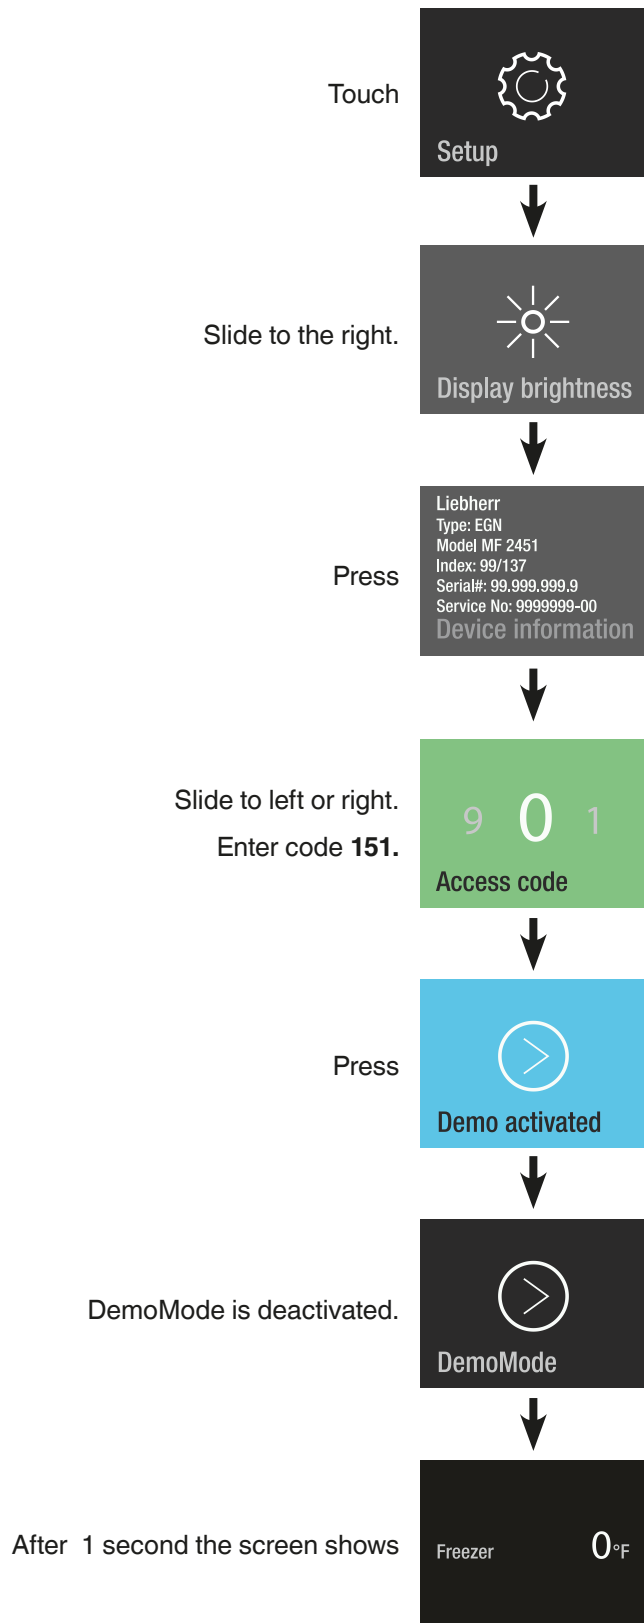 Touch
Setup
Slide to the right.
Display brightness
Liebherr
Type: EGN
Model MF 2451
Index: 99/137
Serial#: 99.999.999.9
Service No: 9999999-00
Device information
Press
Slide to left or right.
Enter code 151.
9 0 1
Access code
Press
Demo activated
DemoMode is deactivated.
DemoMode
After 1 second the screen shows
Freezer 0°F